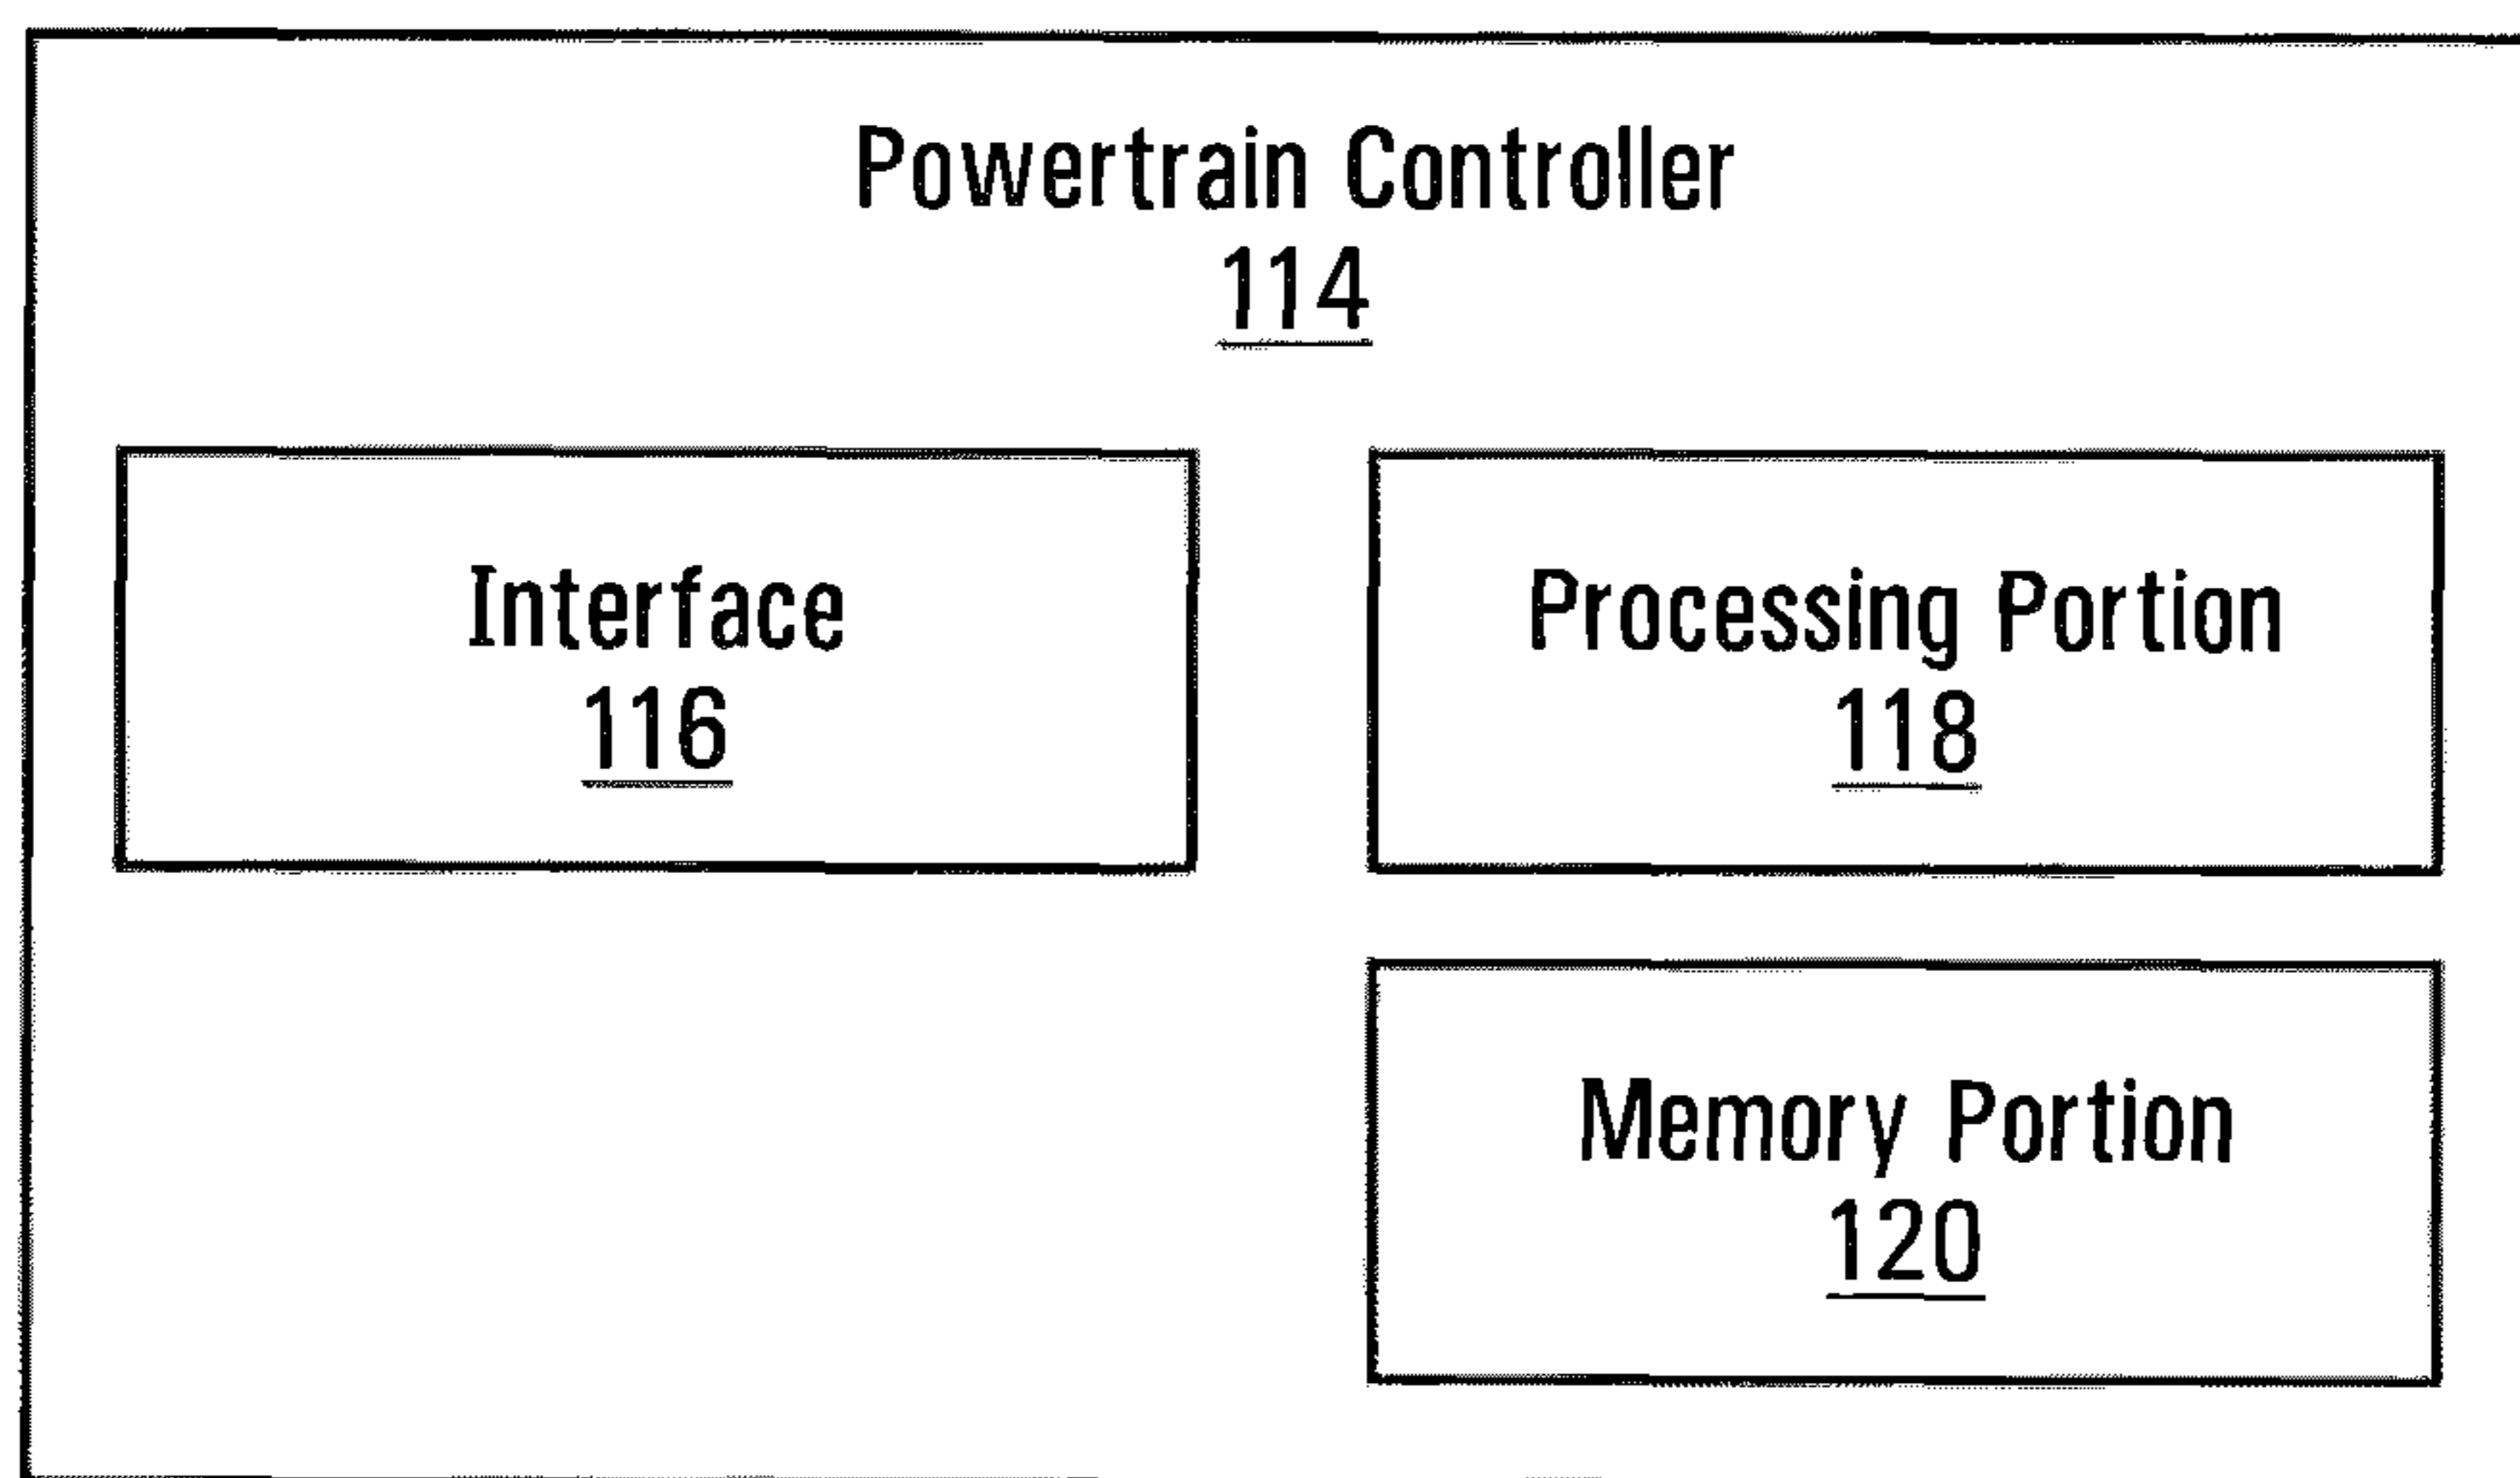 Powertrain Controller
114
Interface
116
Processing Portion
118
Memory Portion
120